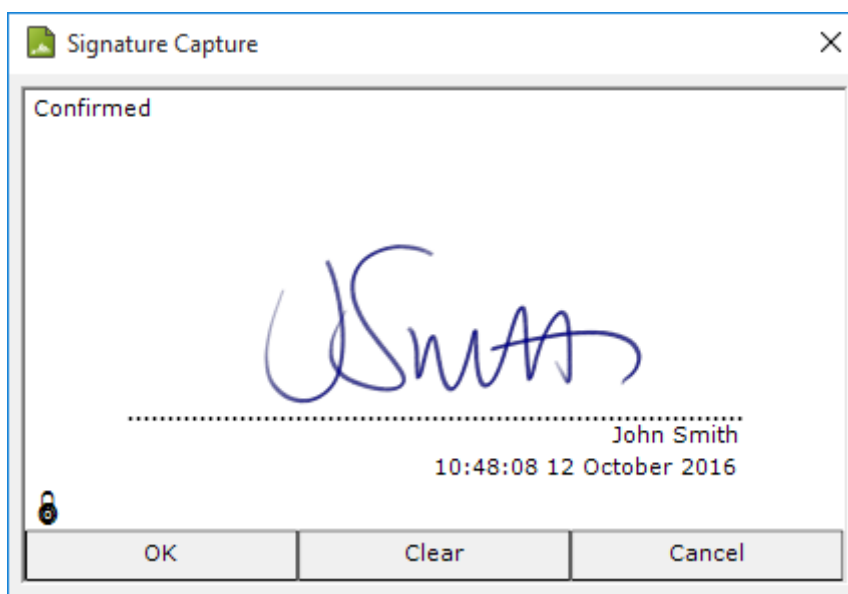 Signature Capture
Confirmed
JSmith
John Smith
10:48:08 12 October 2016
OK
Clear
Cancel